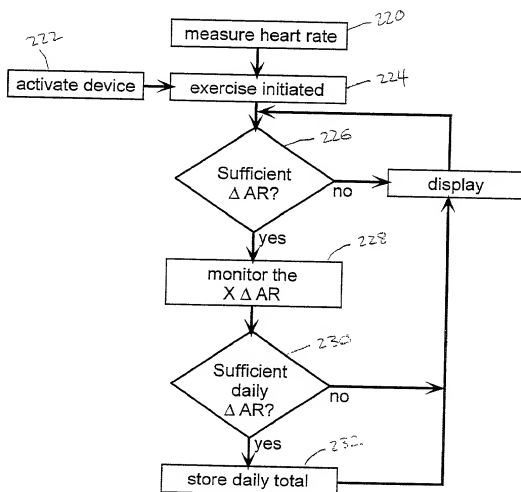 measure heart rate
220
222
activate device
exercise initiated
224
226
Sufficient
Δ AR?
no
display
yes
228
monitor the
X Δ AR
230
Sufficient
daily
Δ AR?
no
yes
232
store daily total